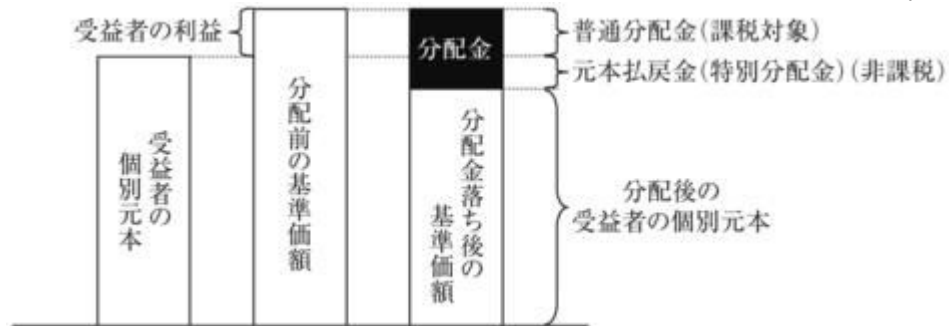 受益者の利益
分配金
普通分配金(課税対象)
元本払戻金(特別分配金)(非課税)
受益者の
個別元本
分配前の基準価額
分配金落ち後の
基準価額
分配後の
受益者の個別元本